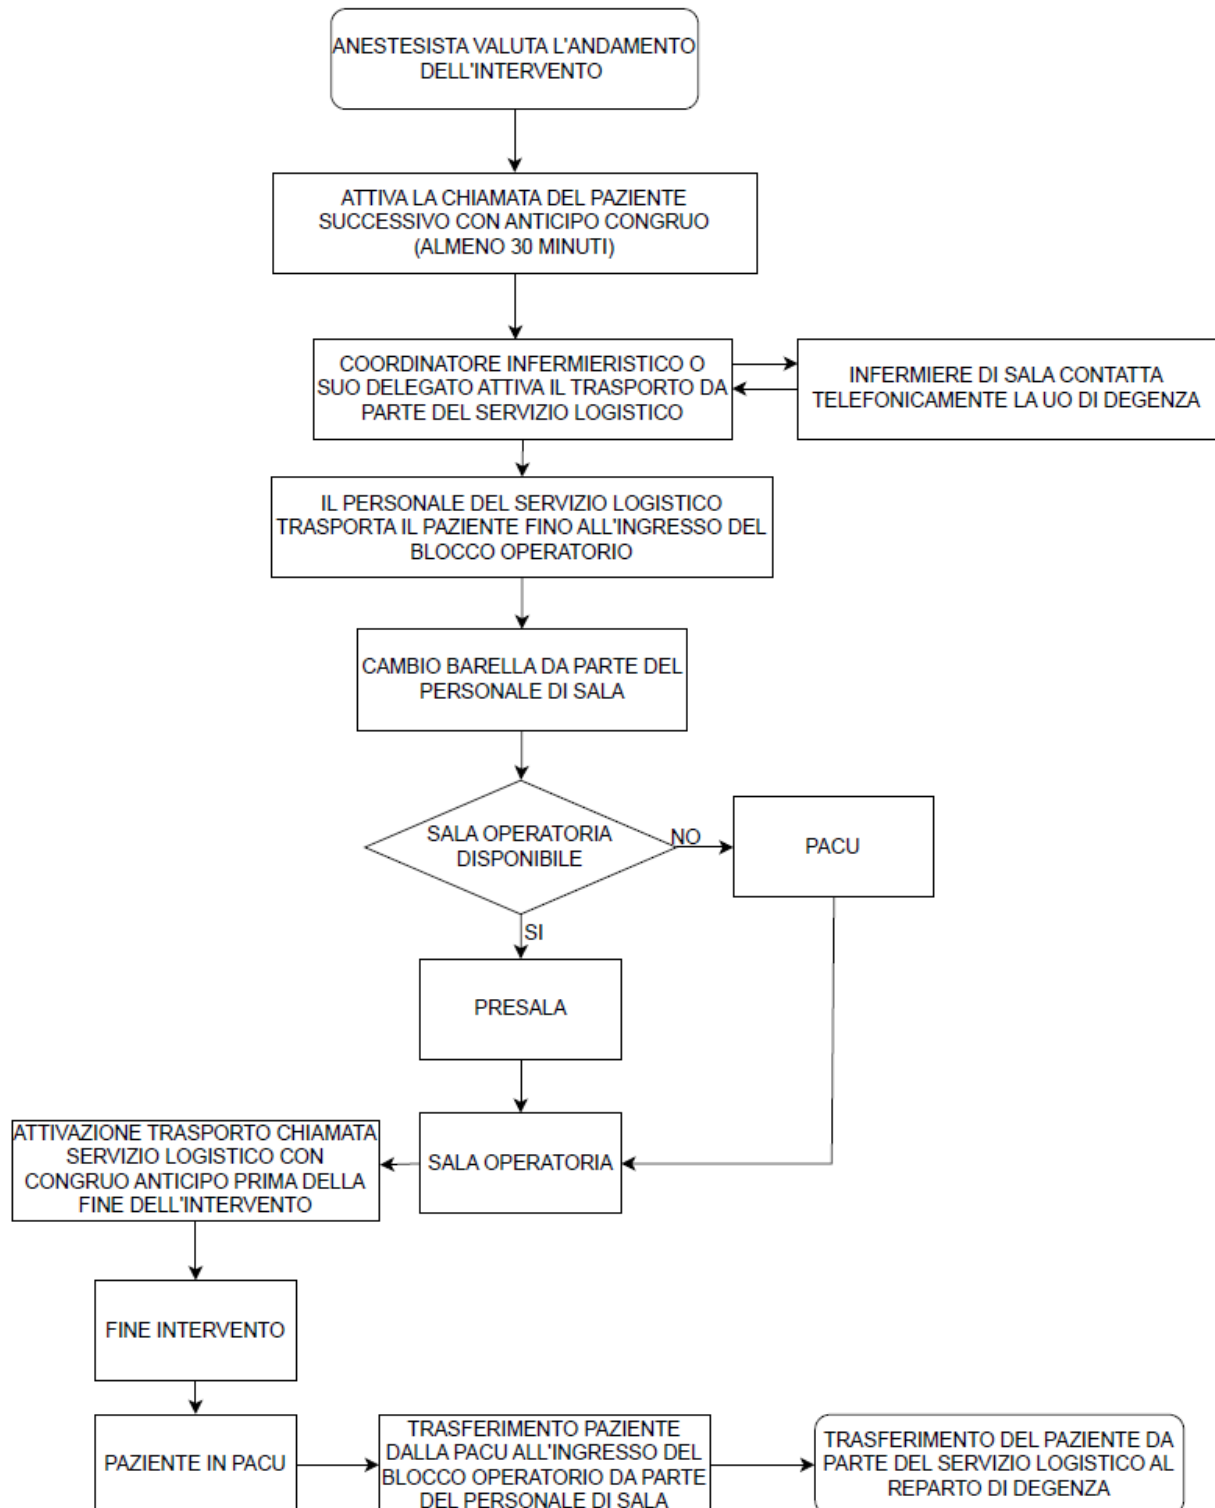 ANESTESISTA VALUTA L'ANDAMENTO
DELL'INTERVENTO
ATTIVA LA CHIAMATA DEL PAZIENTE
SUCCESSIVO CON ANTICIPO CONGRUO
(ALMENO 30 MINUTI)
COORDINATORE INFERMIERISTICO O
SUO DELEGATO ATTIVA IL TRASPORTO DA
PARTE DEL SERVIZIO LOGISTICO
INFERMIERE DI SALA CONTATTA
TELEFONICAMENTE LA UO DI DEGENZA
IL PERSONALE DEL SERVIZIO LOGISTICO
TRASPORTA IL PAZIENTE FINO ALL'INGRESSO DEL
BLOCCO OPERATORIO
CAMBIO BARELLA DA PARTE DEL
PERSONALE DI SALA
SALA OPERATORIA
DISPONIBILE
NO
PACU
SI
PRESALA
SALA OPERATORIA
ATTIVAZIONE TRASPORTO CHIAMATA
SERVIZIO LOGISTICO CON
CONGRUO ANTICIPO PRIMA DELLA
FINE DELL'INTERVENTO
FINE INTERVENTO
PAZIENTE IN PACU
TRASFERIMENTO PAZIENTE
DALLA PACU ALL'INGRESSO DEL
BLOCCO OPERATORIO DA PARTE
DEL PERSONALE DI SALA
TRASFERIMENTO DEL PAZIENTE DA
PARTE DEL SERVIZIO LOGISTICO AL
REPARTO DI DEGENZA